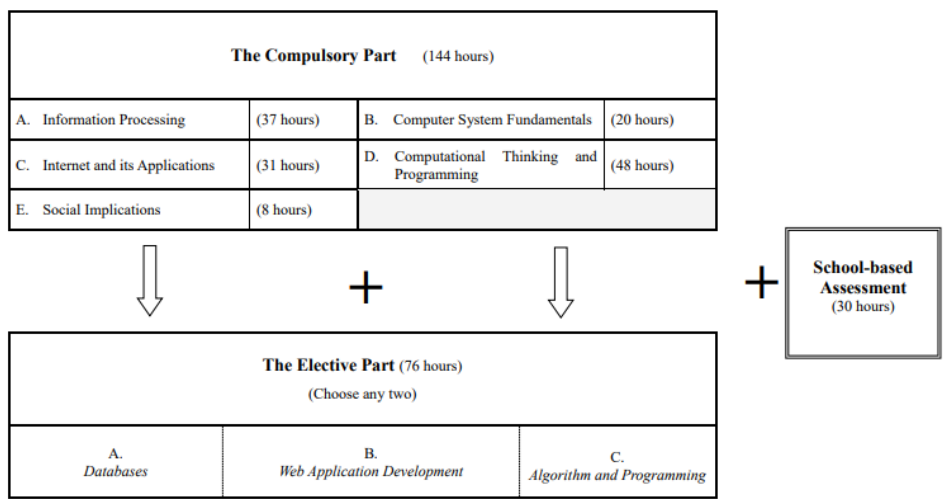 The Compulsory Part (144 hours)
A. Information Processing (37 hours) B. Computer System Fundamentals (20 hours)
C. Internet and its Applications (31 hours) D. Computational Thinking and
Programming (48 hours)
E. Social Implications (8 hours)
+
+
School-based
Assessment
(30 hours)
The Elective Part (76 hours)
(Choose any two)
A.
Databases
B.
Web Application Development
C.
Algorithm and Programming